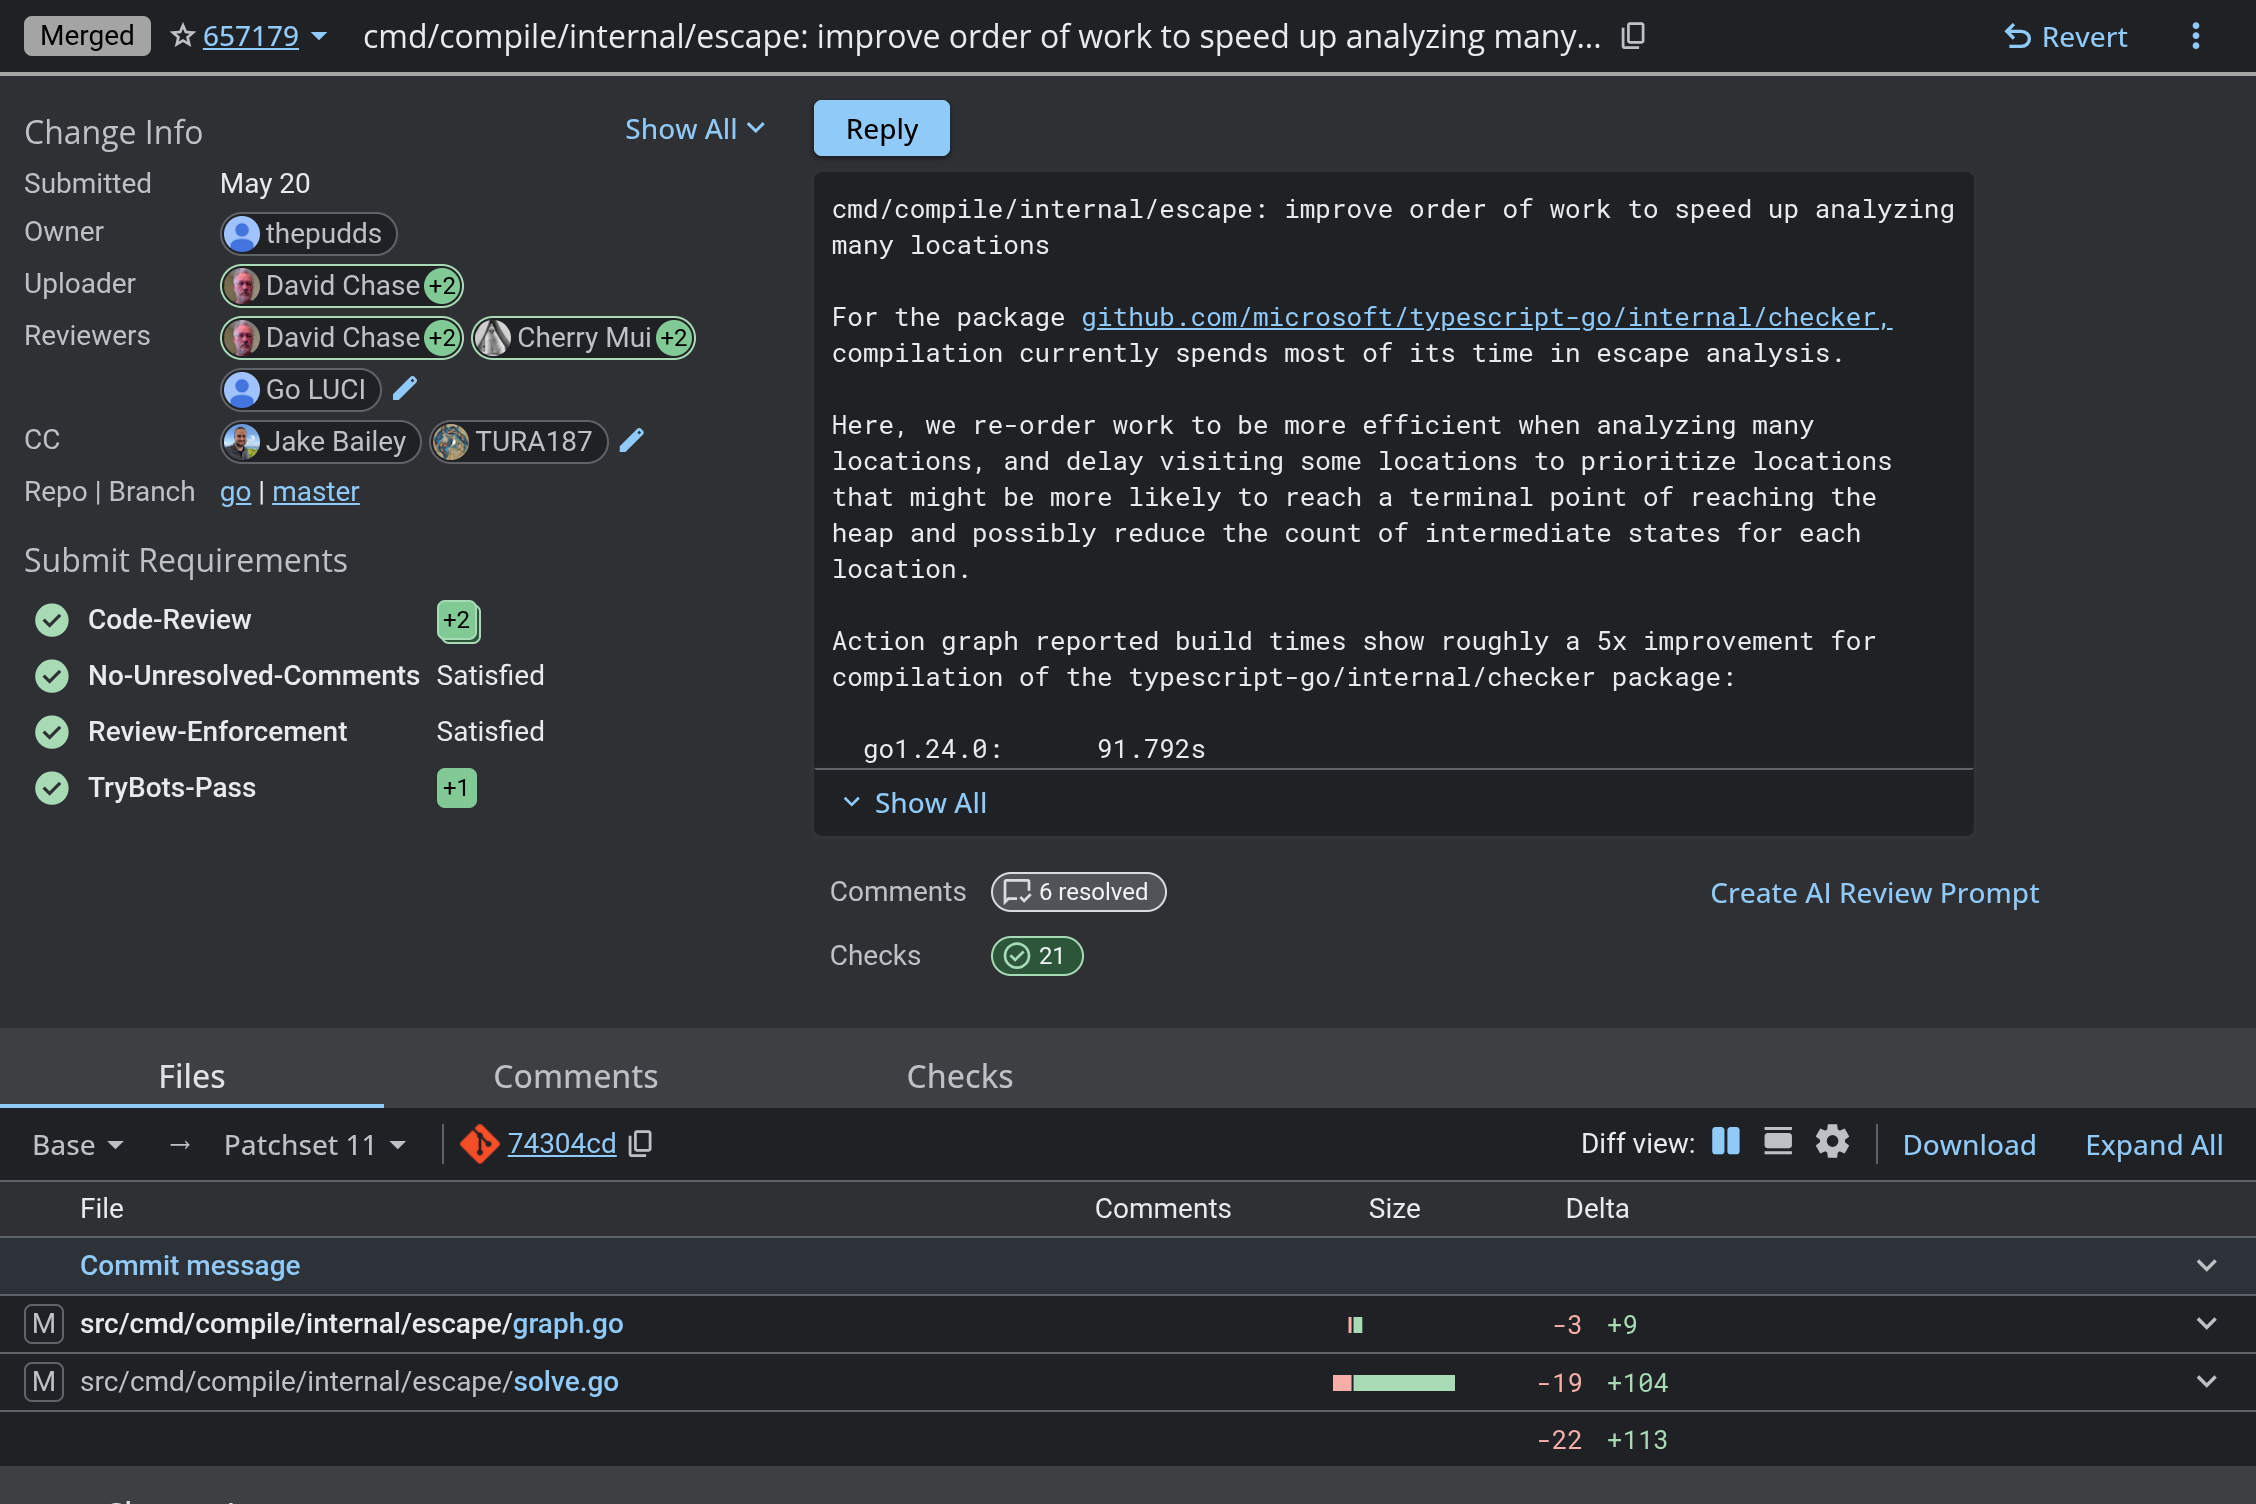 Merged 657179 cmd/compile/internal/escape: improve order of work to speed up analyzing many... Revert
Change Info Show All
Submitted May 20
Owner thepudds
Uploader David Chase +2
Reviewers David Chase +2 Cherry Mui +2
Go LUCI
CC Jake Bailey TURA187
Repo | Branch go | master
Submit Requirements
Code-Review +2
No-Unresolved-Comments Satisfied
Review-Enforcement Satisfied
TryBots-Pass +1
Reply
cmd/compile/internal/escape: improve order of work to speed up analyzing
many locations
For the package github.com/microsoft/typescript-go/internal/checker,
compilation currently spends most of its time in escape analysis.
Here, we re-order work to be more efficient when analyzing many
locations, and delay visiting some locations to prioritize locations
that might be more likely to reach a terminal point of reaching the
heap and possibly reduce the count of intermediate states for each
location.
Action graph reported build times show roughly a 5x improvement for
compilation of the typescript-go/internal/checker package:
go1.24.0: 91.792s
Show All
Comments 6 resolved Create AI Review Prompt
Checks 21
Files Comments Checks
Base → Patchset 11 74304cd Diff view: Download Expand All
File Comments Size Delta
Commit message
M src/cmd/compile/internal/escape/graph.go -3 +9
M src/cmd/compile/internal/escape/solve.go -19 +104
-22 +113